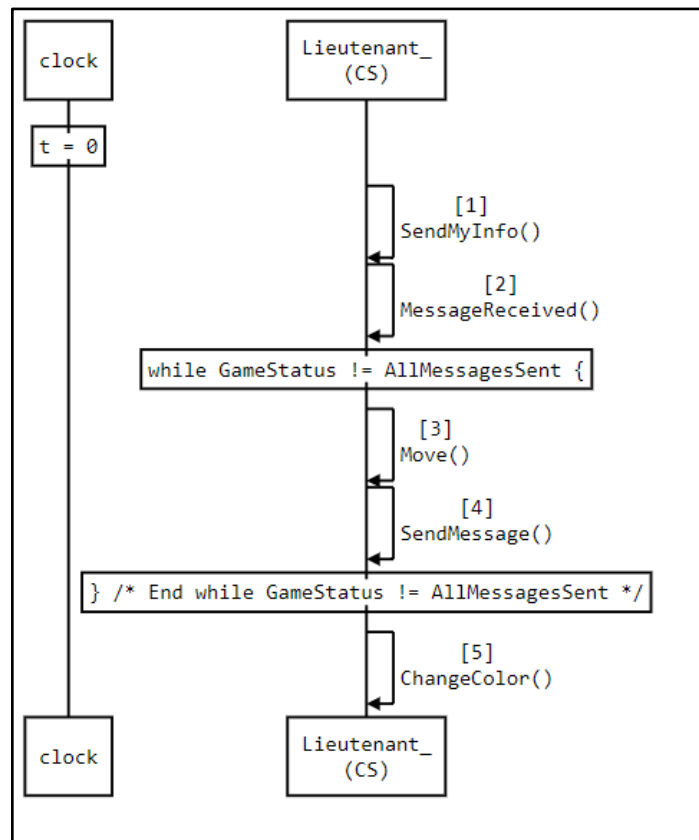 clock
Lieutenant_
(CS)
t = 0
[1]
SendMyInfo()
[2]
MessageReceived()
while GameStatus != AllMessagesSent {
[3]
Move()
[4]
SendMessage()
} /* End while GameStatus != AllMessagesSent */
[5]
ChangeColor()
clock
Lieutenant_
(CS)